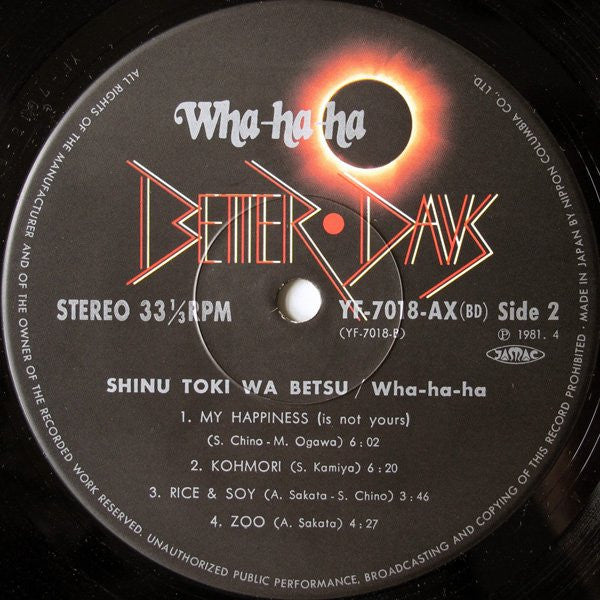 Wha-ha-ha
BETTER•DAYS
STEREO 33⅓RPM
YF-7018-AX(BD) Side 2
(YF-7018-B)
℗ 1981. 4
JASRAC
SHINU TOKI WA BETSU / Wha-ha-ha
1. MY HAPPINESS (is not yours)
(S. Chino - M. Ogawa) 6 : 02
2. KOHMORI (S. Kamiya) 6 : 20
3. RICE & SOY (A. Sakata - S. Chino) 3 : 46
4. ZOO (A. Sakata) 4 : 27
ALL RIGHTS OF THE MANUFACTURER AND OF THE OWNER OF THE RECORDED WORK RESERVED. UNAUTHORIZED PUBLIC PERFORMANCE, BROADCASTING AND COPYING OF THIS RECORD PROHIBITED · MADE IN JAPAN BY NIPPON COLUMBIA CO., LTD.